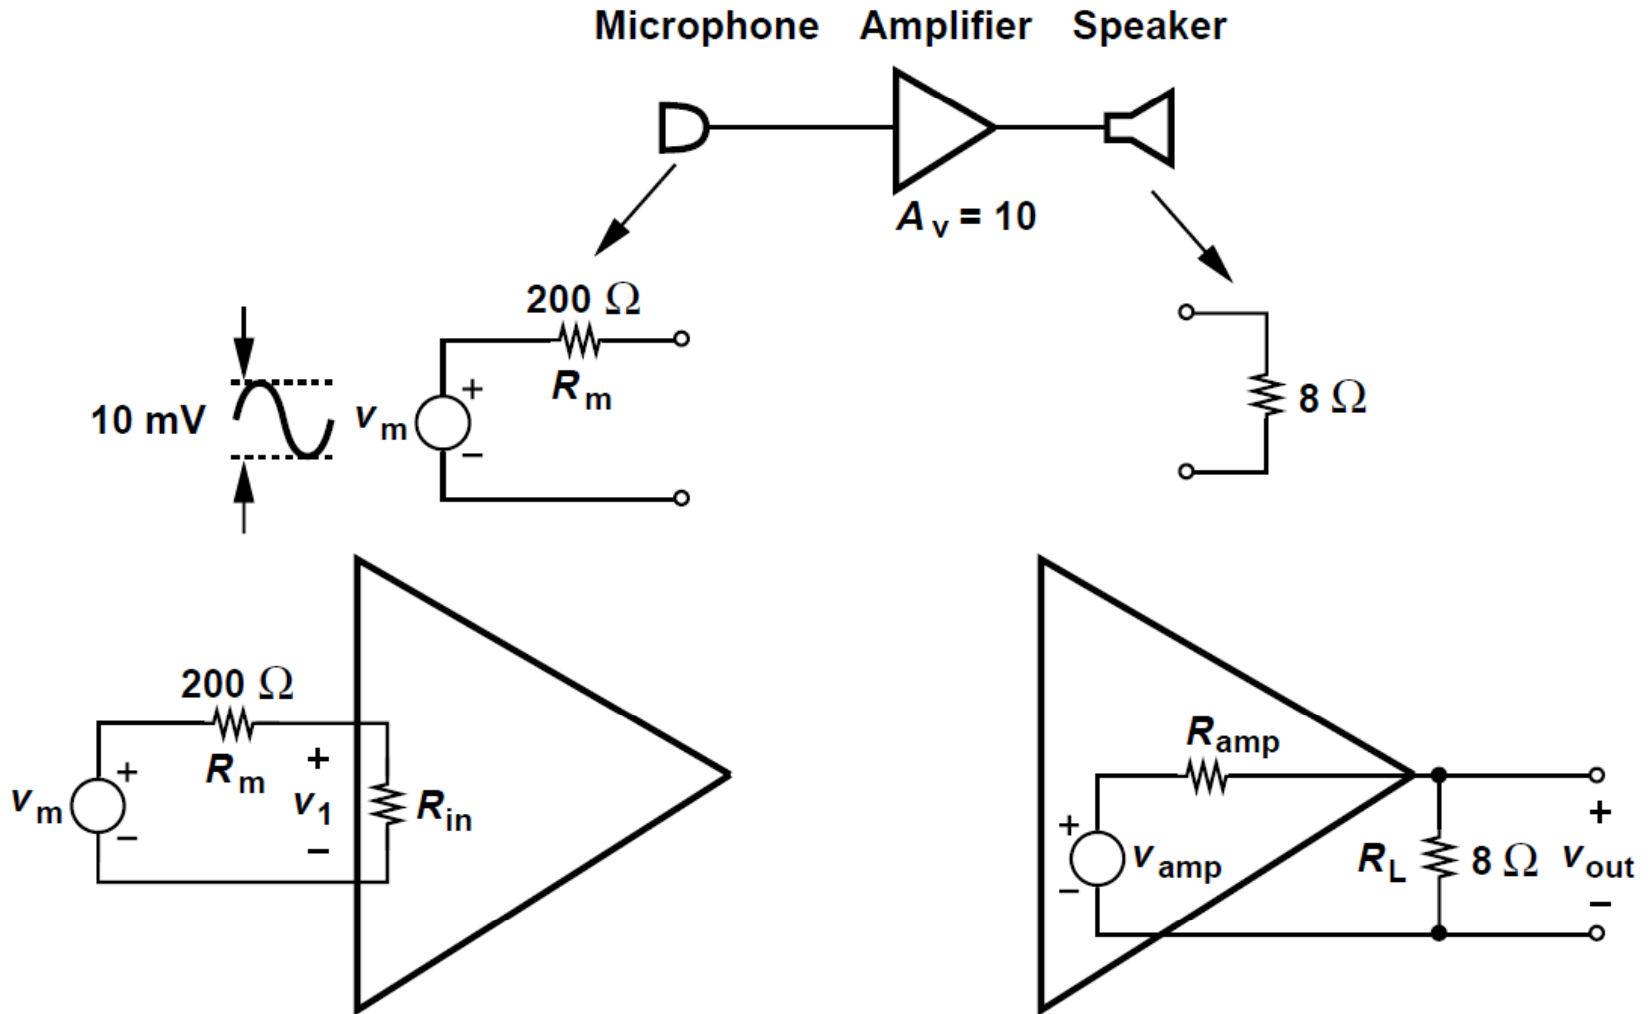 Microphone Amplifier Speaker
A v = 10
200 Ω
R m
10 mV
v m
+
−
8 Ω
200 Ω
R m
v m
+
−
+
v 1
−
R in
R amp
+
−
v amp
R L
8 Ω
+
v out
−